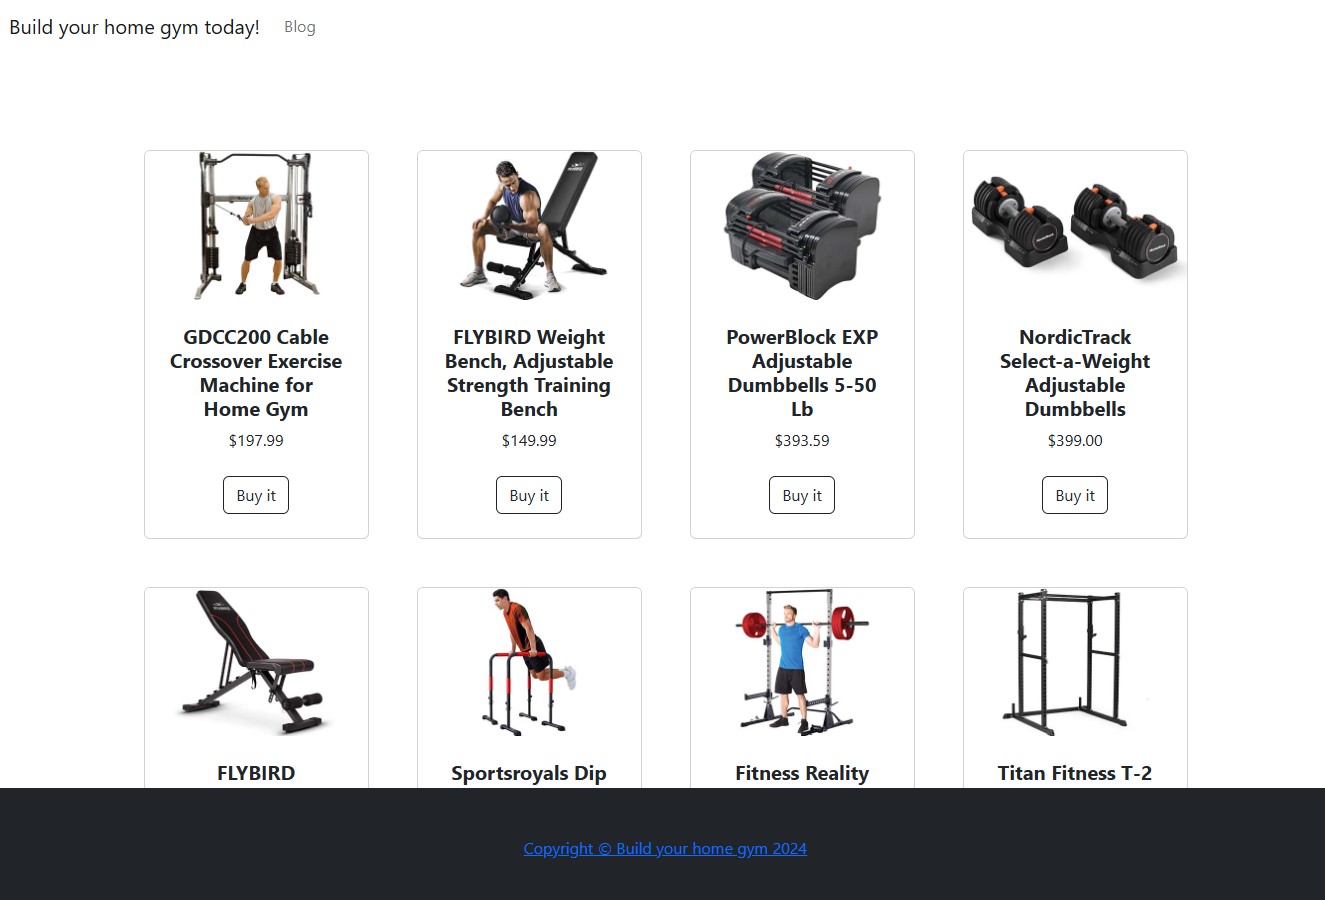 Build your home gym today! Blog
GDCC200 Cable
Crossover Exercise
Machine for
Home Gym
$197.99
Buy it
FLYBIRD Weight
Bench, Adjustable
Strength Training
Bench
$149.99
Buy it
PowerBlock EXP
Adjustable
Dumbbells 5-50
Lb
$393.59
Buy it
NordicTrack
Select-a-Weight
Adjustable
Dumbbells
$399.00
Buy it
FLYBIRD
Sportsroyals Dip
Fitness Reality
Titan Fitness T-2
Copyright © Build your home gym 2024